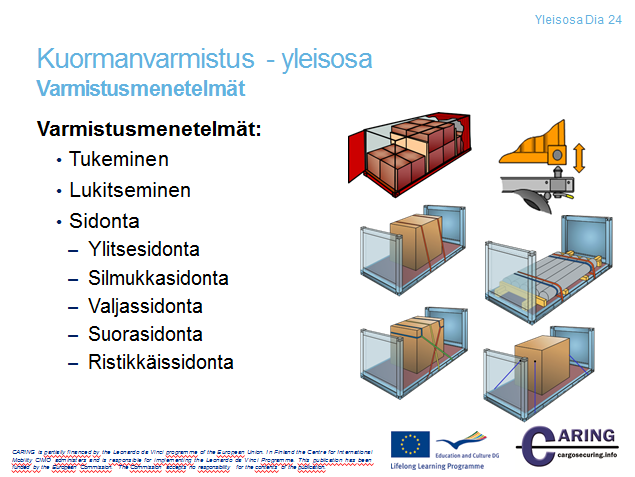 Yleisosa Dia 24
Kuormanvarmistus - yleisosa
Varmistusmenetelmät
Varmistusmenetelmät:
• Tukeminen
• Lukitseminen
• Sidonta
– Ylitsesidonta
– Silmukkasidonta
– Valjassidonta
– Suorasidonta
– Ristikkäissidonta
CARING is partially financed by the Leonardo da Vinci programme of the European Union. In Finland the Centre for International
Mobility CIMO administers and is responsible for implementing the Leonardo da Vinci Programme. This publication has been
funded by the European Commission. The Commission accepts no responsibility for the contents of the publication.
Education and Culture DG
Lifelong Learning Programme
CARING
cargosecuring.info